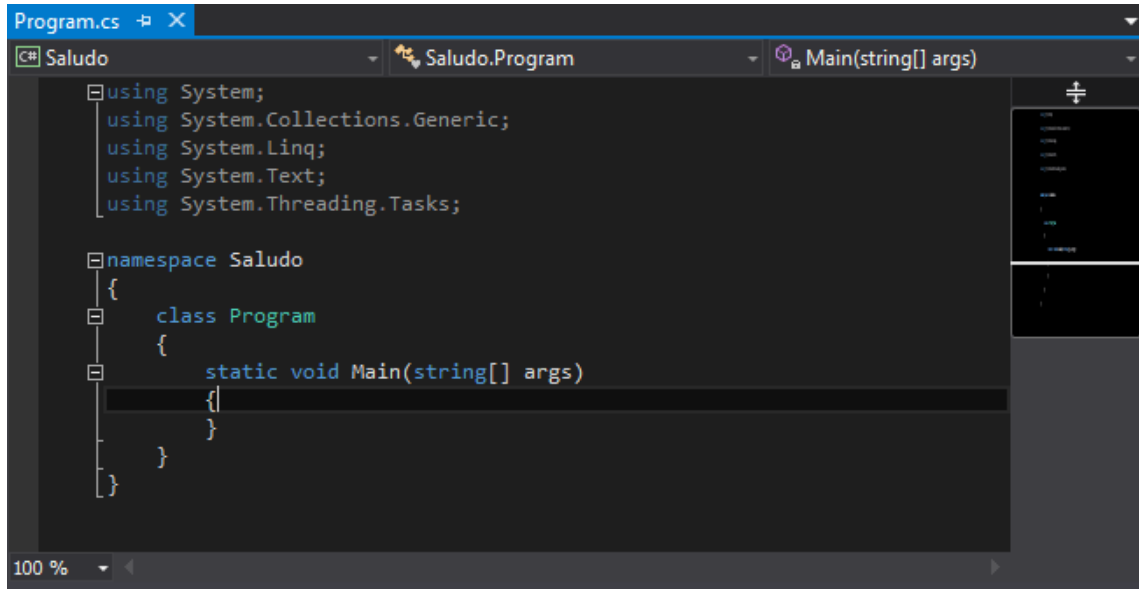 Program.cs
C# Saludo Saludo.Program Main(string[] args)
using System;
using System.Collections.Generic;
using System.Linq;
using System.Text;
using System.Threading.Tasks;
namespace Saludo
{
class Program
{
static void Main(string[] args)
{
}
}
}
100 %